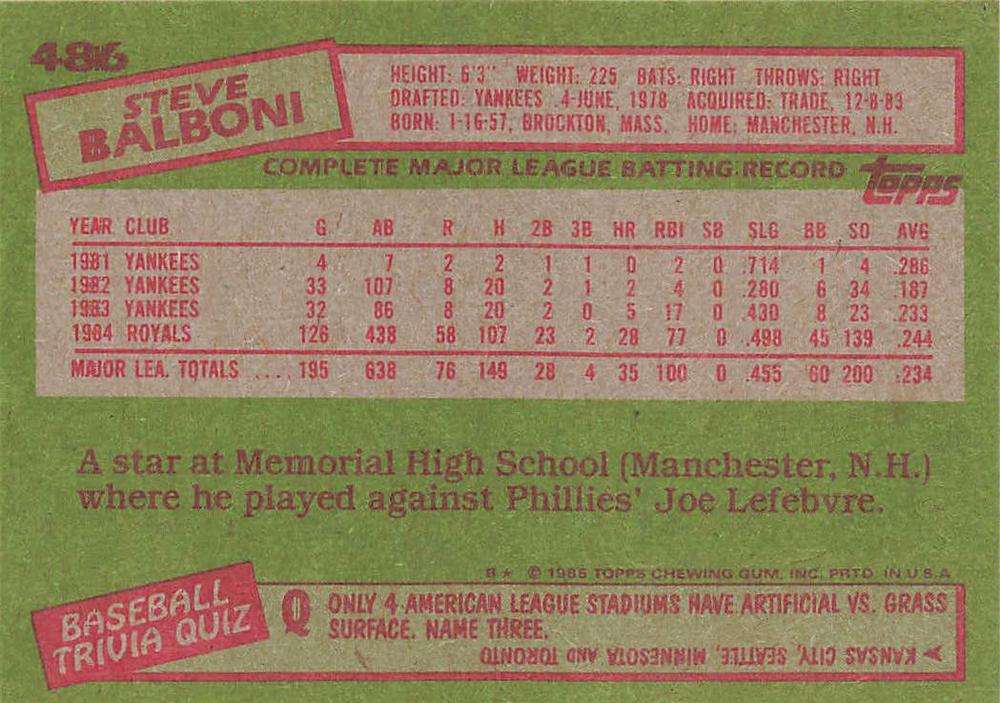 486
STEVE
BALBONI
HEIGHT: 6'3" WEIGHT: 225 BATS: RIGHT THROWS: RIGHT
DRAFTED: YANKEES 4-JUNE, 1978 ACQUIRED: TRADE, 12-8-83
BORN: 1-16-57, BROCKTON, MASS. HOME: MANCHESTER, N.H.
COMPLETE MAJOR LEAGUE BATTING RECORD
topps
YEAR CLUB G AB R H 2B 3B HR RBI SB SLG BB SO AVG
1981 YANKEES 4 7 2 2 1 1 0 2 0 .714 1 4 .286
1982 YANKEES 33 107 8 20 2 1 2 4 0 .280 6 34 .187
1983 YANKEES 32 86 8 20 2 0 5 17 0 .430 8 23 .233
1984 ROYALS 126 438 58 107 23 2 28 77 0 .498 45 139 .244
MAJOR LEA. TOTALS .... 195 638 76 149 28 4 35 100 0 .455 60 200 .234
A star at Memorial High School (Manchester, N.H.)
where he played against Phillies' Joe Lefebvre.
B* © 1985 TOPPS CHEWING GUM, INC. PRTD. IN U.S.A.
BASEBALL
TRIVIA QUIZ
Q ONLY 4 AMERICAN LEAGUE STADIUMS HAVE ARTIFICIAL VS. GRASS
SURFACE. NAME THREE.
KANSAS CITY, SEATTLE, MINNESOTA AND TORONTO